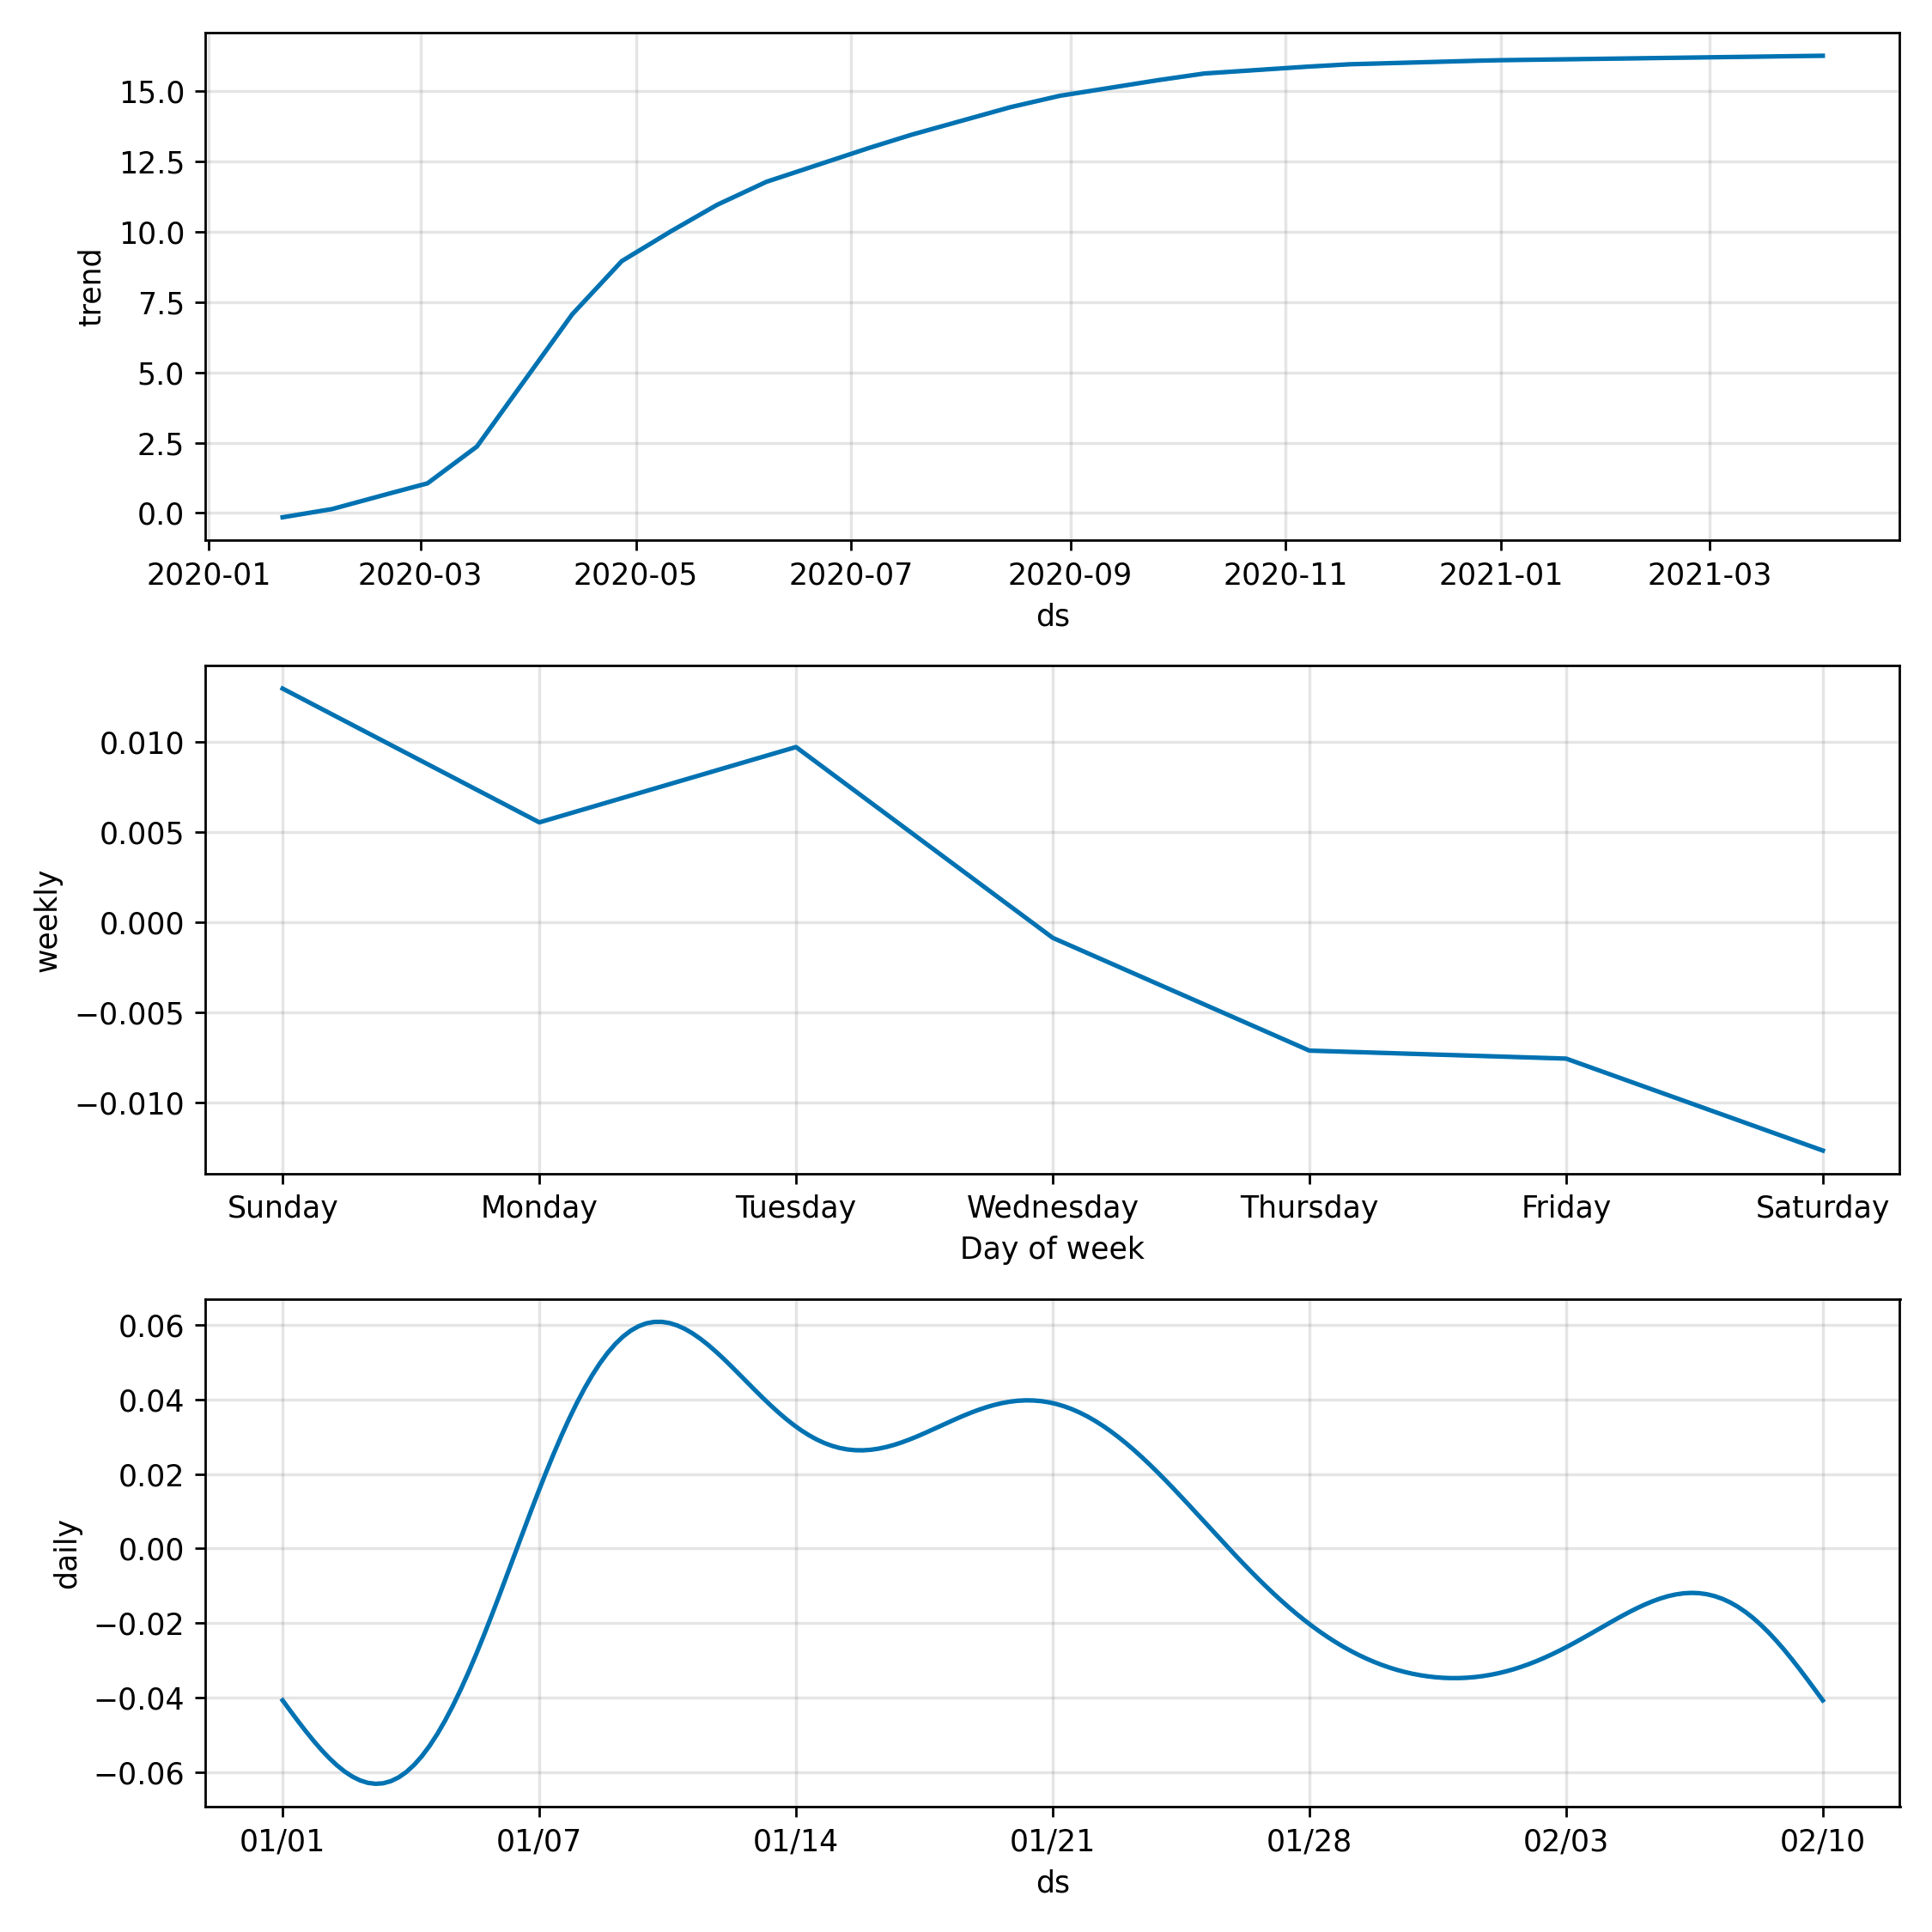 15.0
12.5
10.0
7.5
5.0
2.5
0.0
trend
2020-01 2020-03 2020-05 2020-07 2020-09 2020-11 2021-01 2021-03
ds
0.010
0.005
0.000
−0.005
−0.010
weekly
Sunday Monday Tuesday Wednesday Thursday Friday Saturday
Day of week
0.06
0.04
0.02
0.00
−0.02
−0.04
−0.06
daily
01/01 01/07 01/14 01/21 01/28 02/03 02/10
ds